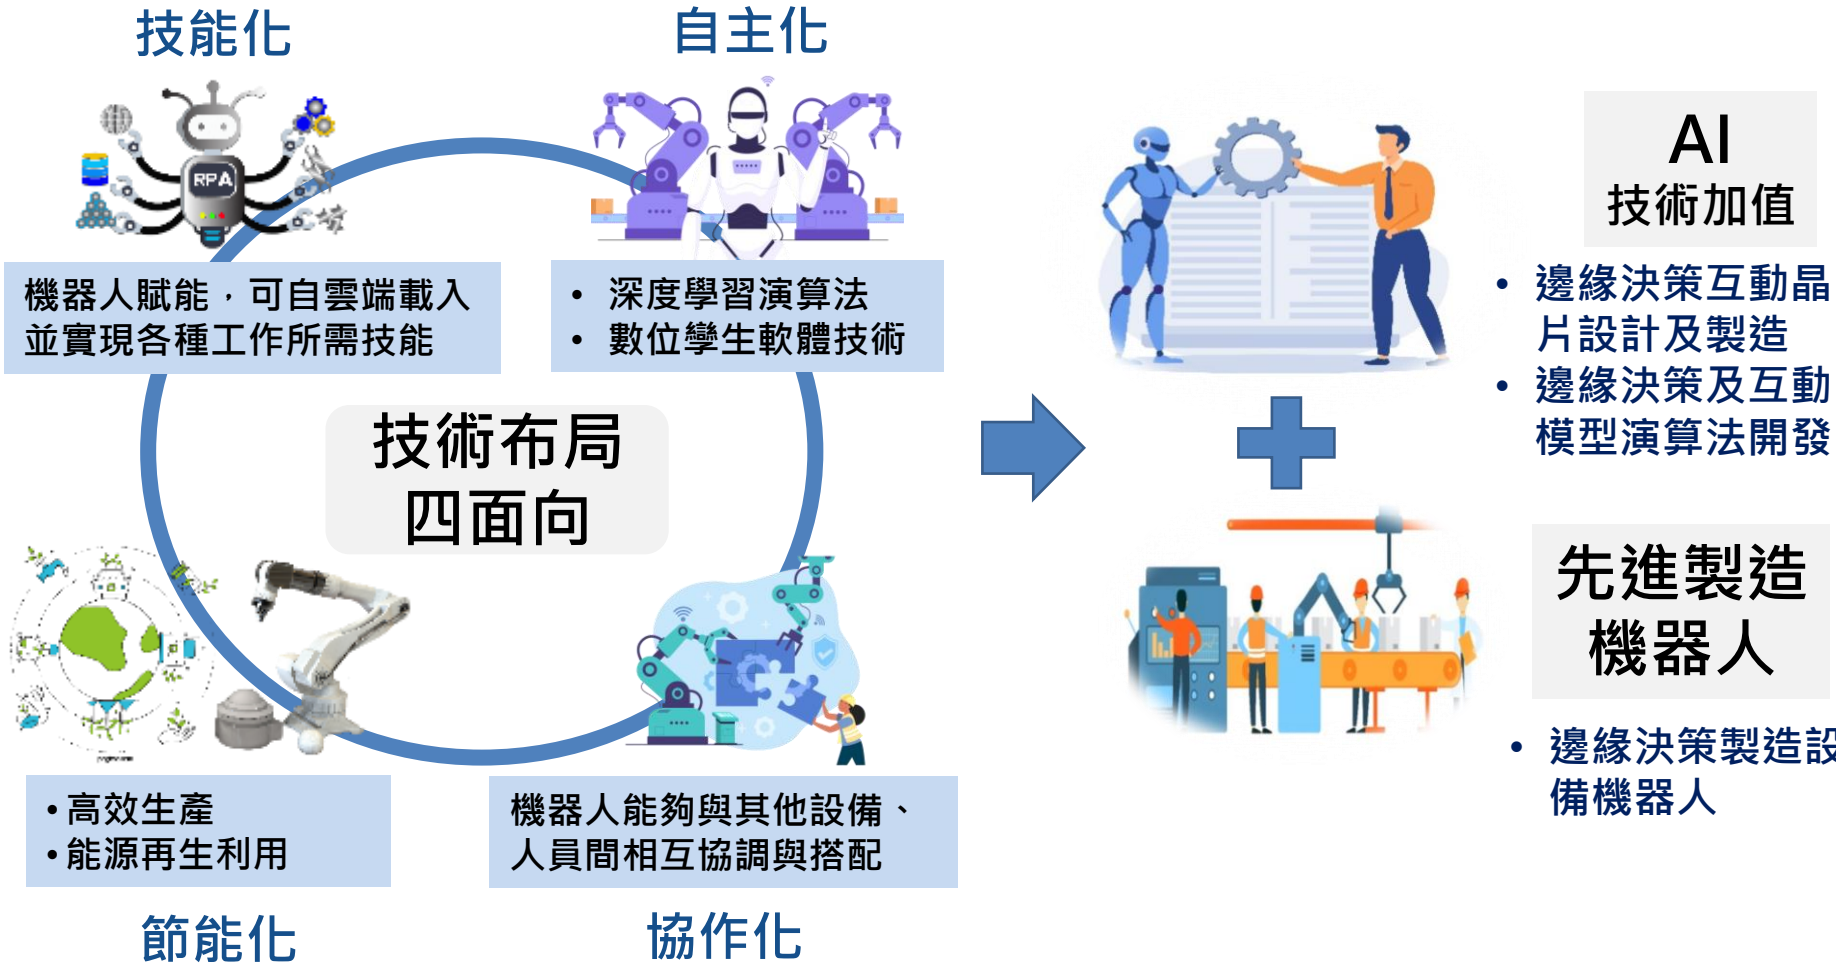 技能化
自主化
RPA
機器人賦能，可自雲端載入
並實現各種工作所需技能
• 深度學習演算法
• 數位孿生軟體技術
技術布局
四面向
•高效生產
•能源再生利用
機器人能夠與其他設備、
人員間相互協調與搭配
節能化
協作化
AI
技術加值
• 邊緣決策互動晶
片設計及製造
• 邊緣決策及互動
模型演算法開發
先進製造
機器人
• 邊緣決策製造設
備機器人